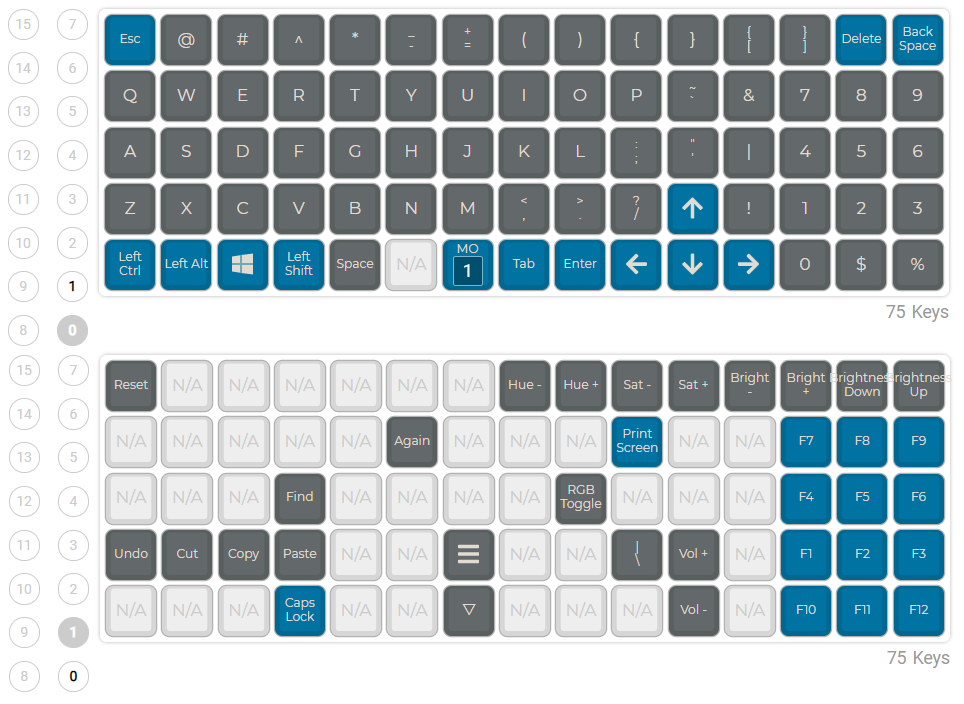 15 7
14 6
13 5
12 4
11 3
10 2
9 1
8 0
Esc @ # ^ * _ - + = ( ) { } { [ } ] Delete Back Space
Q W E R T Y U I O P ~ ` & 7 8 9
A S D F G H J K L : ; " ' | 4 5 6
Z X C V B N M < , > . ? / ↑ ! 1 2 3
Left Ctrl Left Alt Left Shift Space N/A MO 1 Tab Enter ← ↓ → 0 $ %
75 Keys
15 7
14 6
13 5
12 4
11 3
10 2
9 1
8 0
Reset N/A N/A N/A N/A N/A N/A Hue - Hue + Sat - Sat + Bright - Bright + Brightness Down Brightness Up
N/A N/A N/A N/A N/A Again N/A N/A N/A Print Screen N/A N/A F7 F8 F9
N/A N/A N/A Find N/A N/A N/A N/A RGB Toggle N/A N/A N/A F4 F5 F6
Undo Cut Copy Paste N/A N/A ☰ N/A N/A | \ Vol + N/A F1 F2 F3
N/A N/A N/A Caps Lock N/A N/A ▽ N/A N/A N/A Vol - N/A F10 F11 F12
75 Keys